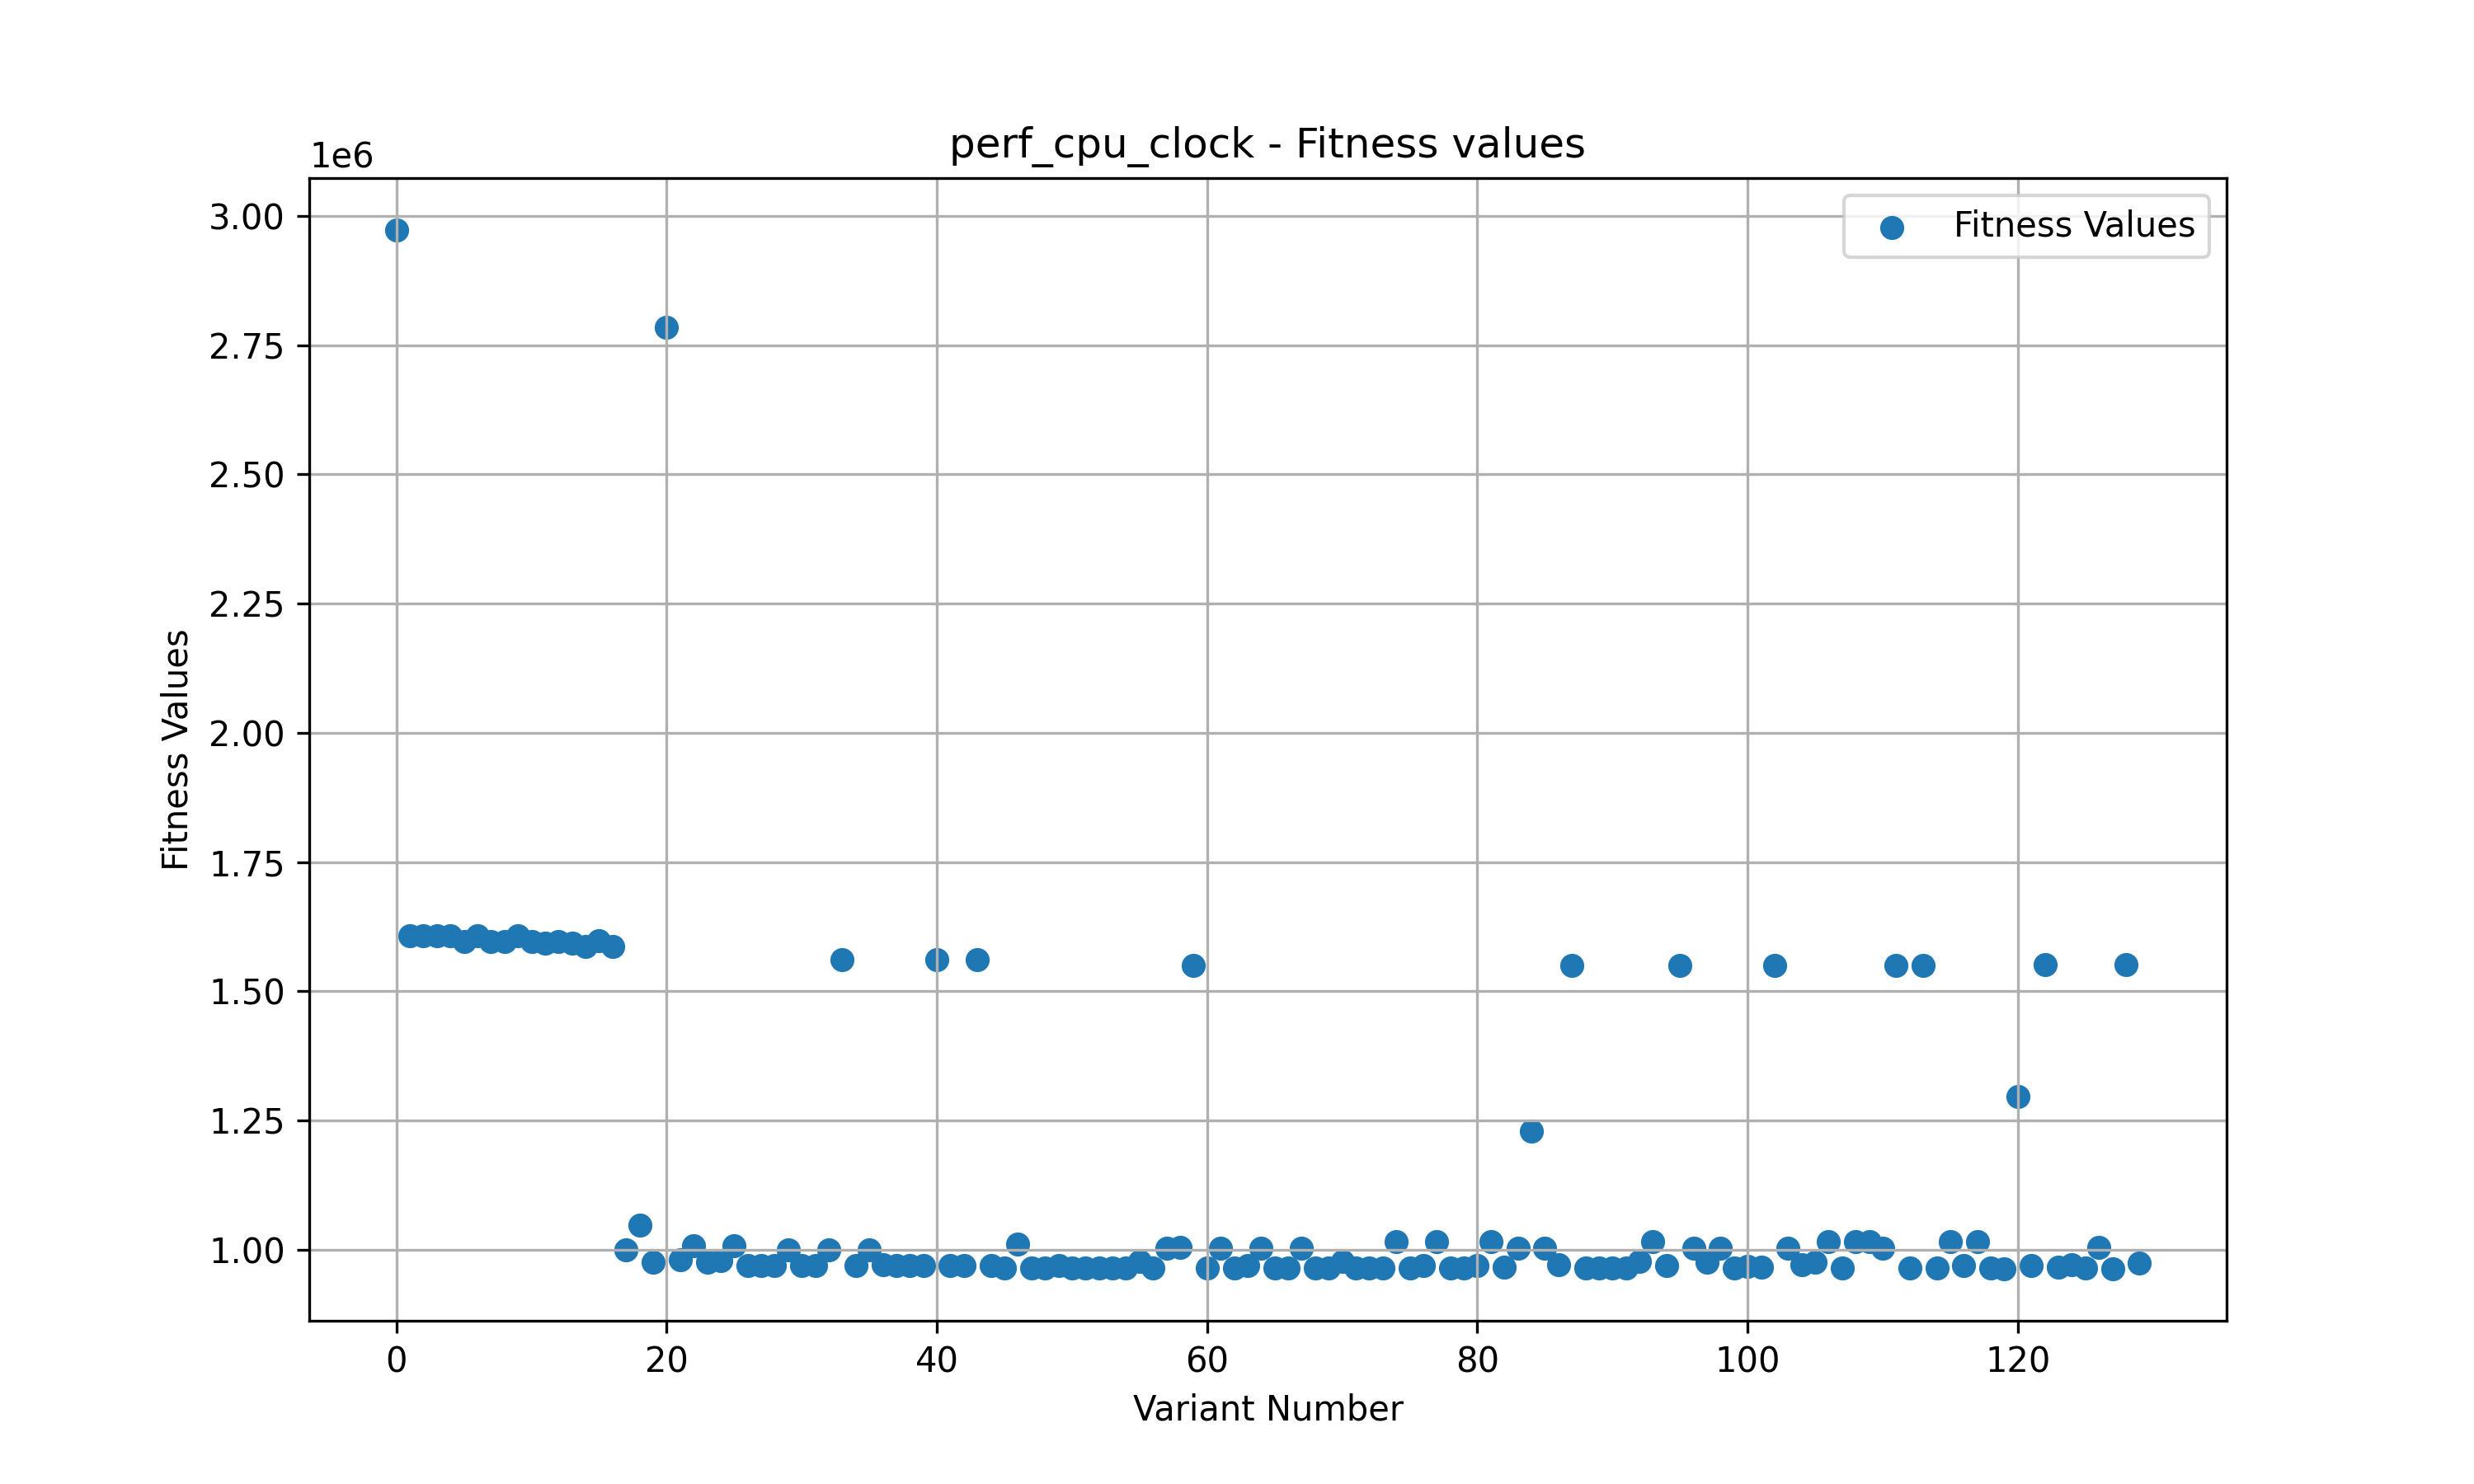 perf_cpu_clock - Fitness values
1e6
Fitness Values
3.00
2.75
2.50
2.25
2.00
1.75
1.50
1.25
1.00
Fitness Values
0 20 40 60 80 100 120
Variant Number